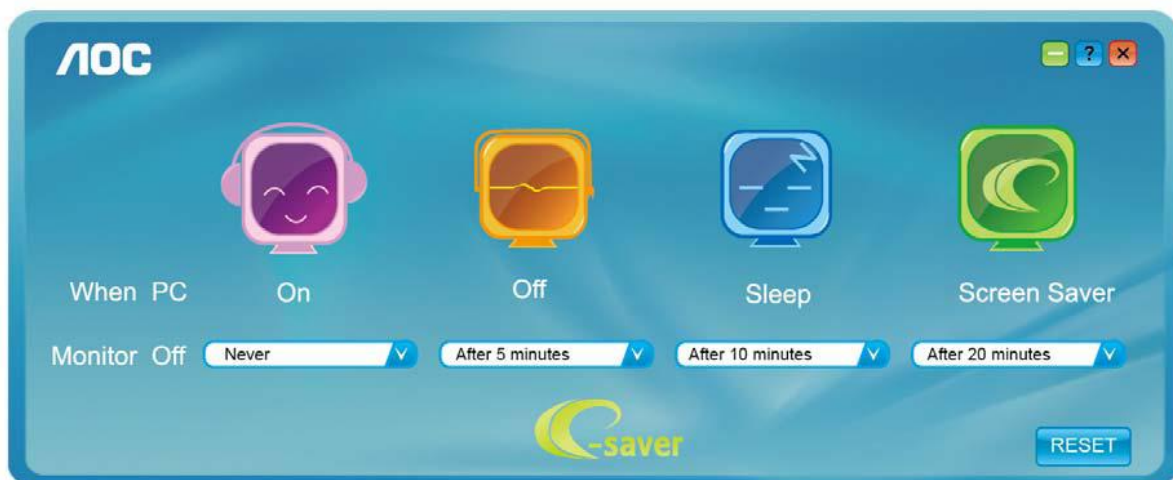 AOC
?
When PC On Off Sleep Screen Saver
Monitor Off Never After 5 minutes After 10 minutes After 20 minutes
e-saver
RESET